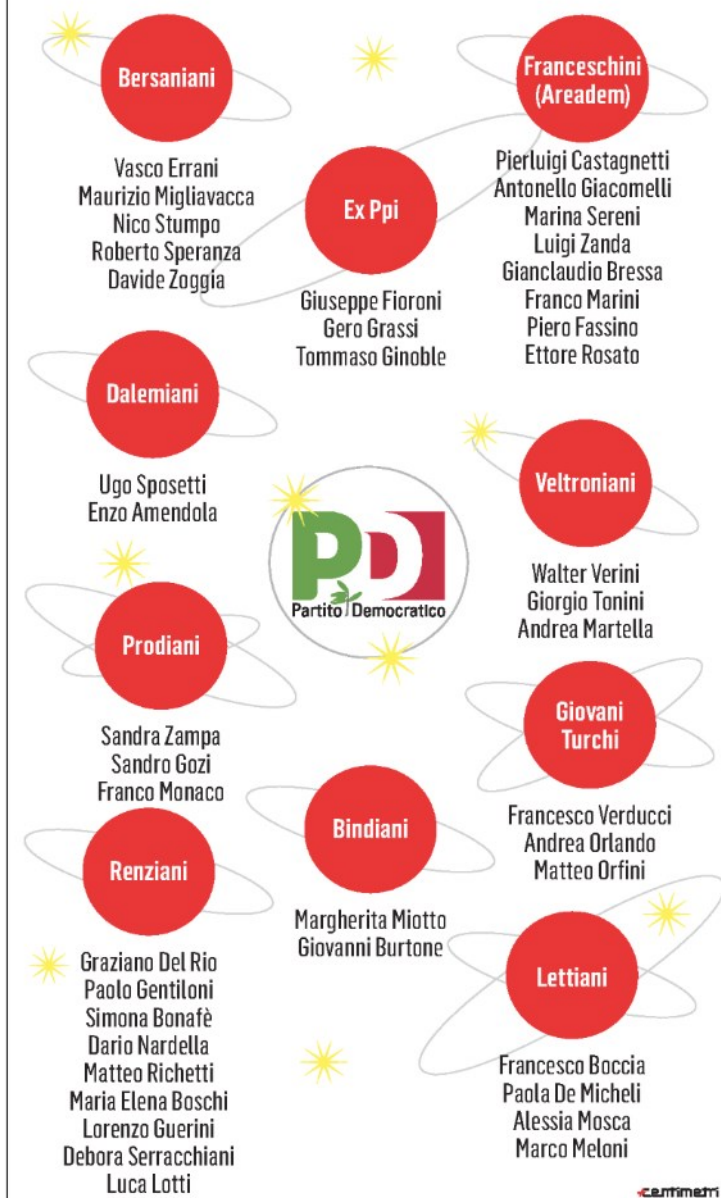 Bersaniani
Vasco Errani
Maurizio Migliavacca
Nico Stumpo
Roberto Speranza
Davide Zoggia
Ex Ppi
Giuseppe Fioroni
Gero Grassi
Tommaso Ginoble
Franceschini
(Areadem)
Pierluigi Castagnetti
Antonello Giacomelli
Marina Sereni
Luigi Zanda
Gianclaudio Bressa
Franco Marini
Piero Fassino
Ettore Rosato
Dalemiani
Ugo Sposetti
Enzo Amendola
PD
Partito Democratico
Veltroniani
Walter Verini
Giorgio Tonini
Andrea Martella
Prodiani
Sandra Zampa
Sandro Gozi
Franco Monaco
Giovani
Turchi
Francesco Verducci
Andrea Orlando
Matteo Orfini
Bindiani
Margherita Miotto
Giovanni Burtone
Renziani
Graziano Del Rio
Paolo Gentiloni
Simona Bonafè
Dario Nardella
Matteo Richetti
Maria Elena Boschi
Lorenzo Guerini
Debora Serracchiani
Luca Lotti
Lettiani
Francesco Boccia
Paola De Micheli
Alessia Mosca
Marco Meloni
centimetri